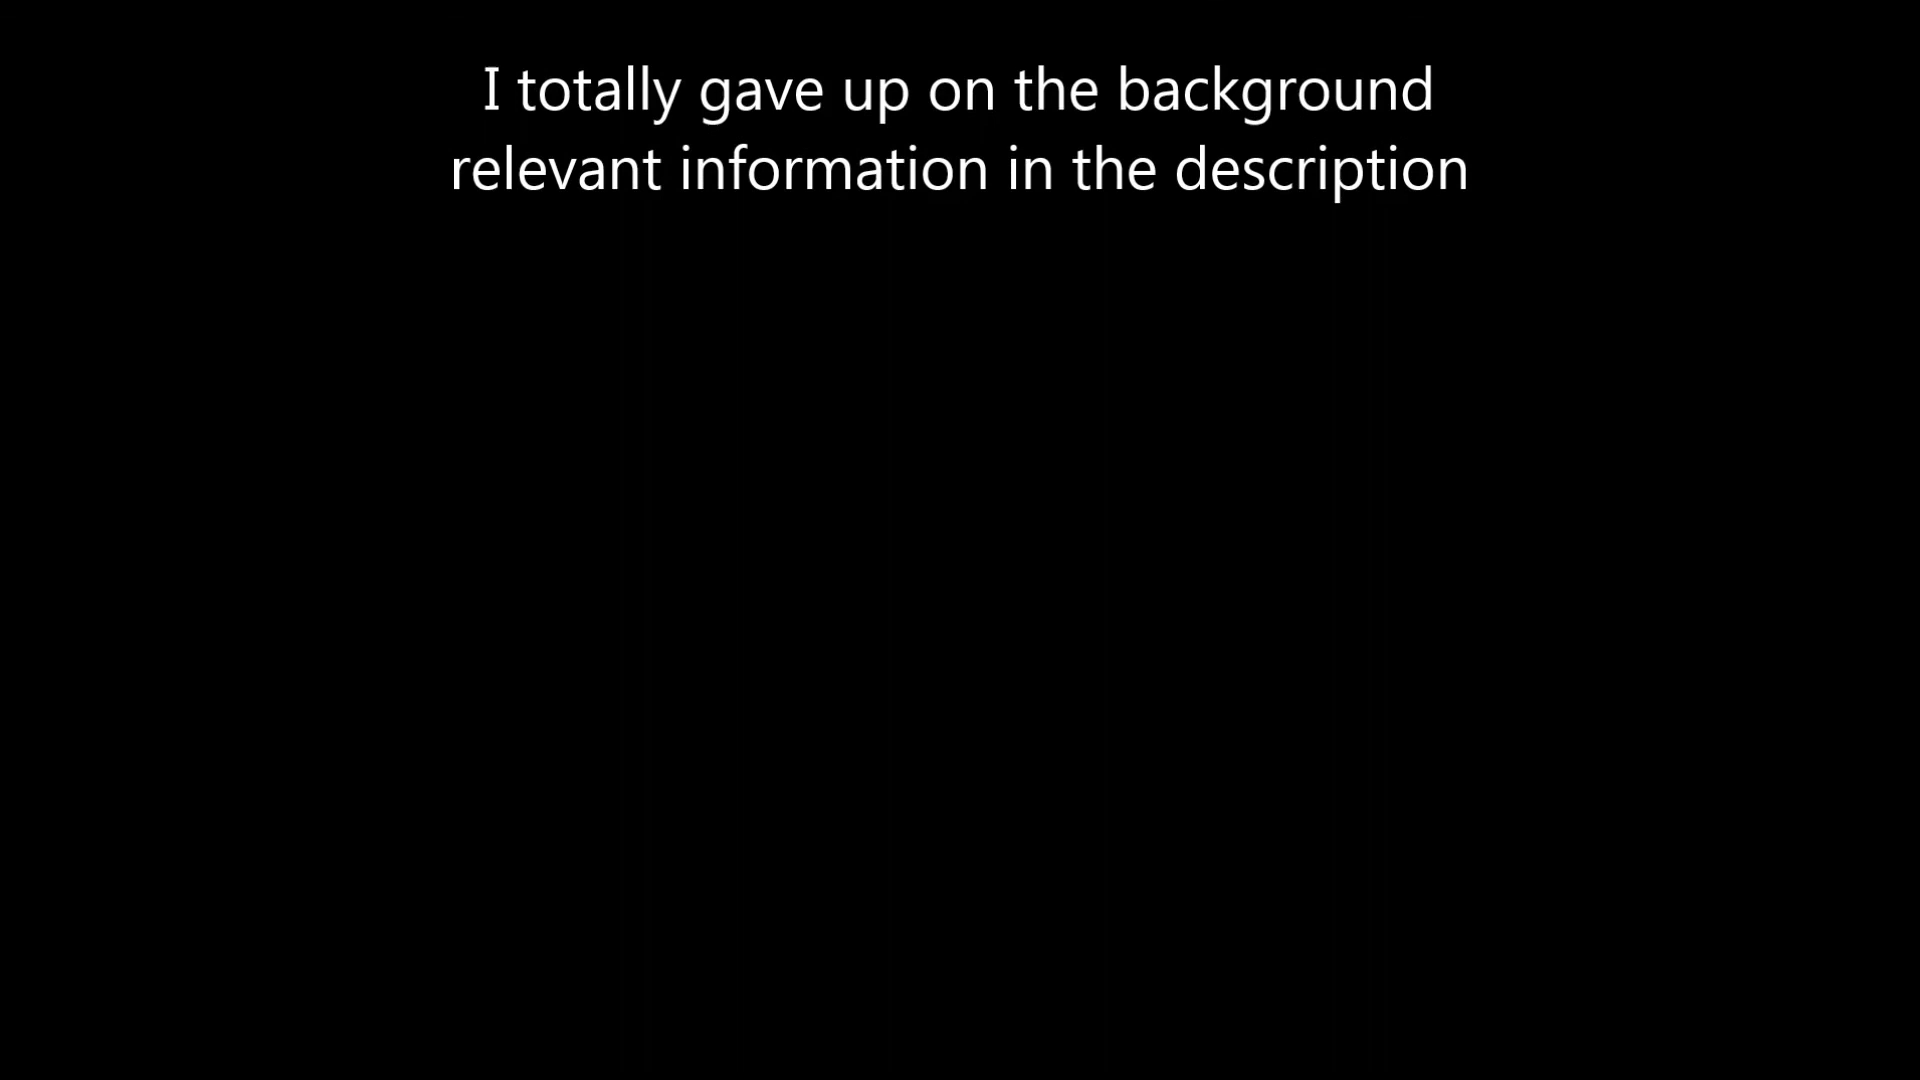 I totally gave up on the background
relevant information in the description